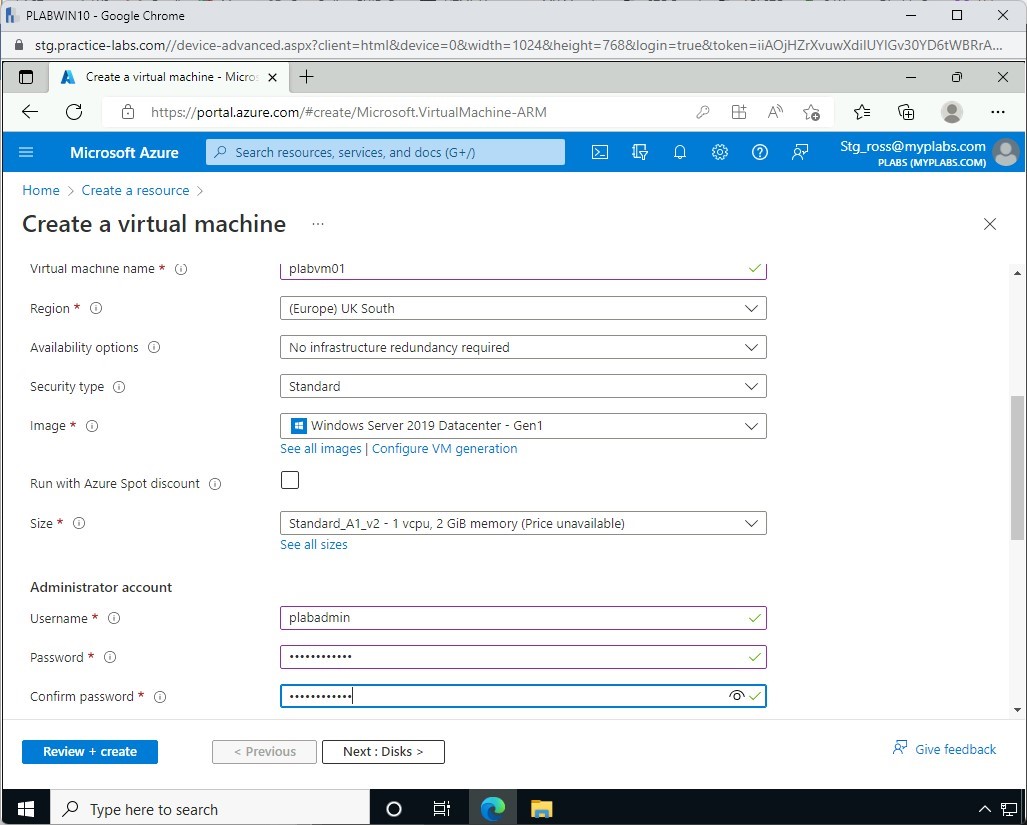 PLABWIN10 - Google Chrome
stg.practice-labs.com//device-advanced.aspx?client=html&device=0&width=1024&height=768&login=true&token=iiAOjHZrXvuwXdiIUYlGv30YD6tWBRrA...
Create a virtual machine - Micros
https://portal.azure.com/#create/Microsoft.VirtualMachine-ARM
Microsoft Azure
Search resources, services, and docs (G+/)
Stg_ross@myplabs.com
PLABS (MYPLABS.COM)
Home > Create a resource >
Create a virtual machine ...
Virtual machine name * plabvm01
Region * (Europe) UK South
Availability options No infrastructure redundancy required
Security type Standard
Image * Windows Server 2019 Datacenter - Gen1
See all images | Configure VM generation
Run with Azure Spot discount
Size * Standard_A1_v2 - 1 vcpu, 2 GiB memory (Price unavailable)
See all sizes
Administrator account
Username * plabadmin
Password * ••••••••••••
Confirm password * ••••••••••••
Review + create
< Previous
Next : Disks >
Give feedback
Type here to search